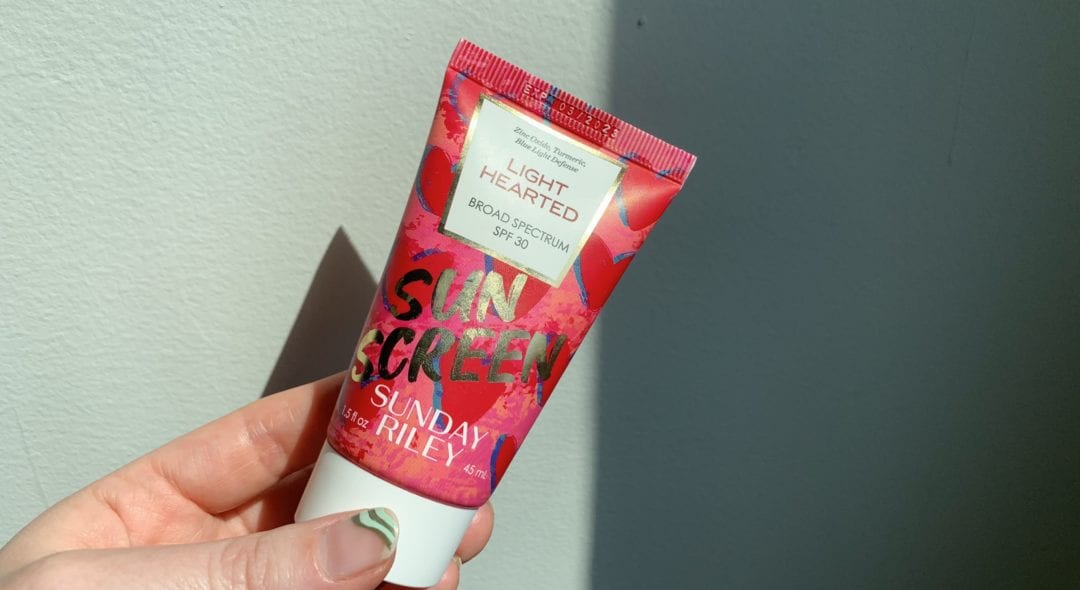 EXP 03/2023
Zinc Oxide, Turmeric,
Blue Light Defense
LIGHT
HEARTED
BROAD SPECTRUM
SPF 30
SUN
SCREEN
SUNDAY
RILEY
1.5 fl oz
45 mL